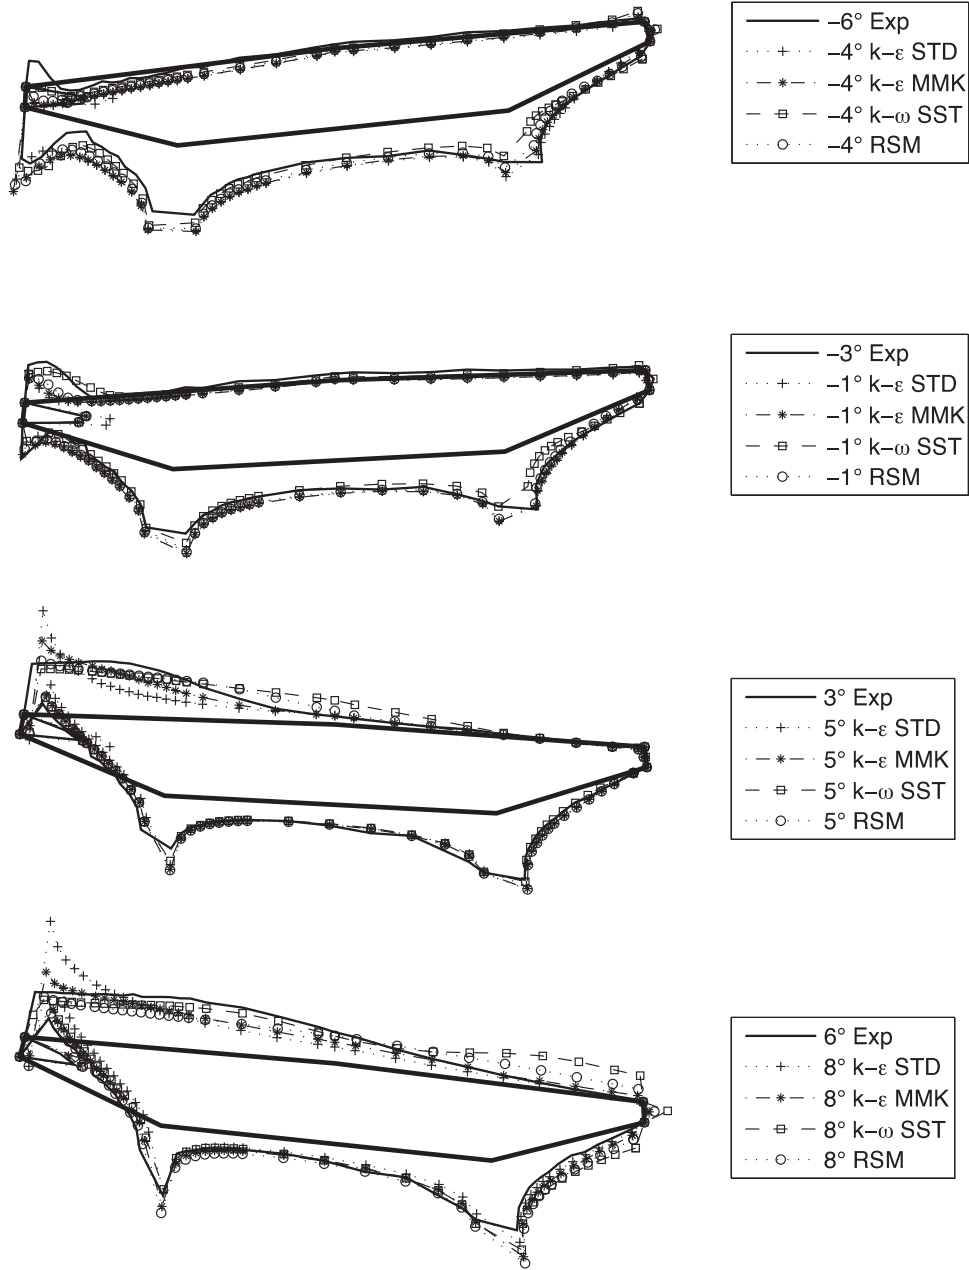 −6° Exp
−4° k−ε STD
−4° k−ε MMK
−4° k−ω SST
−4° RSM
−3° Exp
−1° k−ε STD
−1° k−ε MMK
−1° k−ω SST
−1° RSM
3° Exp
5° k−ε STD
5° k−ε MMK
5° k−ω SST
5° RSM
6° Exp
8° k−ε STD
8° k−ε MMK
8° k−ω SST
8° RSM